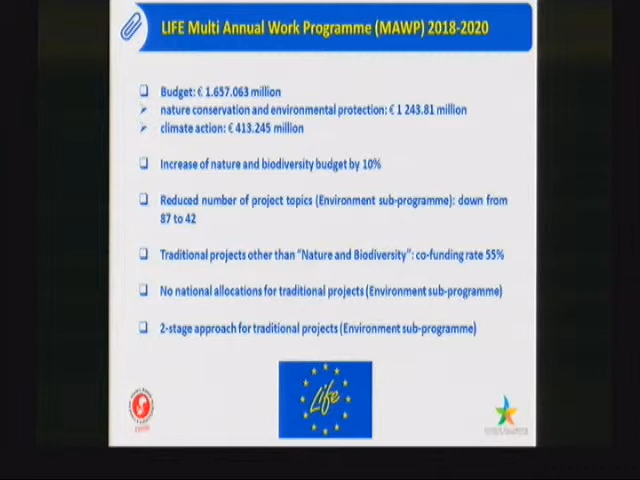 LIFE Multi Annual Work Programme (MAWP) 2018-2020
Budget: € 1.657.063 million
nature conservation and environmental protection: € 1 243.81 million
climate action: € 413.245 million
Increase of nature and biodiversity budget by 10%
Reduced number of project topics (Environment sub-programme): down from
87 to 42
Traditional projects other than "Nature and Biodiversity": co-funding rate 55%
No national allocations for traditional projects (Environment sub-programme)
2-stage approach for traditional projects (Environment sub-programme)
Life